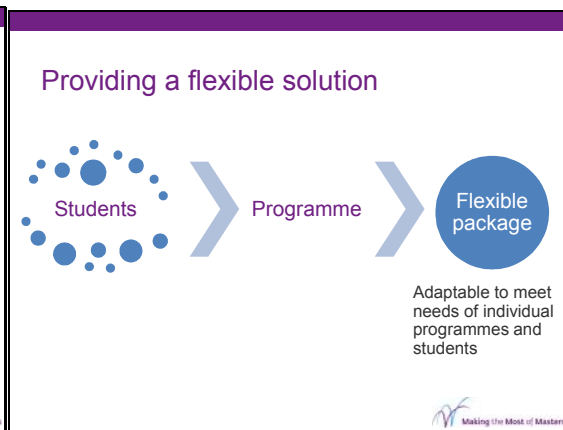 Providing a flexible solution
Students
Programme
Flexible
package
Adaptable to meet
needs of individual
programmes and
students
Making the Most of Masters